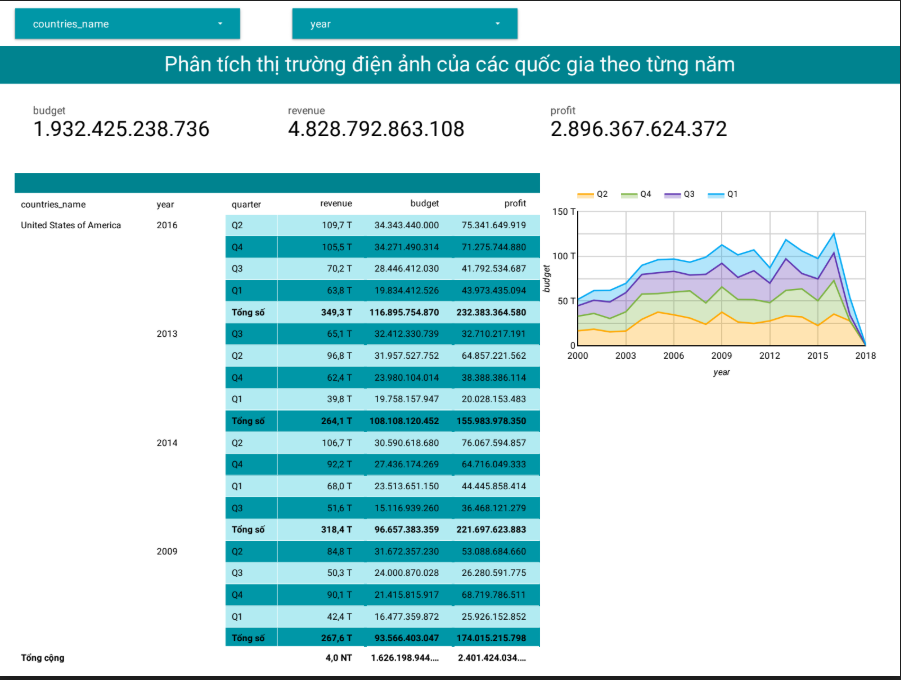 countries_name year
Phân tích thị trường điện ảnh của các quốc gia theo từng năm
budget revenue profit
1.932.425.238.736 4.828.792.863.108 2.896.367.624.372
countries_name year quarter revenue budget profit
United States of America 2016 Q2 109,7 T 34.343.440.000 75.341.649.919
Q4 105,5 T 34.271.490.314 71.275.744.880
Q3 70,2 T 28.446.412.030 41.792.534.687
Q1 63,8 T 19.834.412.526 43.973.435.094
Tổng số 349,3 T 116.895.754.870 232.383.364.580
2013 Q3 65,1 T 32.412.330.739 32.710.217.191
Q2 96,8 T 31.957.527.752 64.857.221.562
Q4 62,4 T 23.980.104.014 38.388.386.114
Q1 39,8 T 19.758.157.947 20.028.153.483
Tổng số 264,1 T 108.108.120.452 155.983.978.350
2014 Q2 106,7 T 30.590.618.680 76.067.594.857
Q4 92,2 T 27.436.174.269 64.716.049.333
Q1 68,0 T 23.513.651.150 44.445.858.414
Q3 51,6 T 15.116.939.260 36.468.121.279
Tổng số 318,4 T 96.657.383.359 221.697.623.883
2009 Q2 84,8 T 31.672.357.230 53.088.684.660
Q3 50,3 T 24.000.870.028 26.280.591.775
Q4 90,1 T 21.415.815.917 68.719.786.511
Q1 42,4 T 16.477.359.872 25.926.152.852
Tổng số 267,6 T 93.566.403.047 174.015.215.798
Tổng cộng 4,0 NT 1.626.198.944.... 2.401.424.034....
Q2 Q4 Q3 Q1
150 T
100 T
50 T
0
budget
2000 2003 2006 2009 2012 2015 2018
year